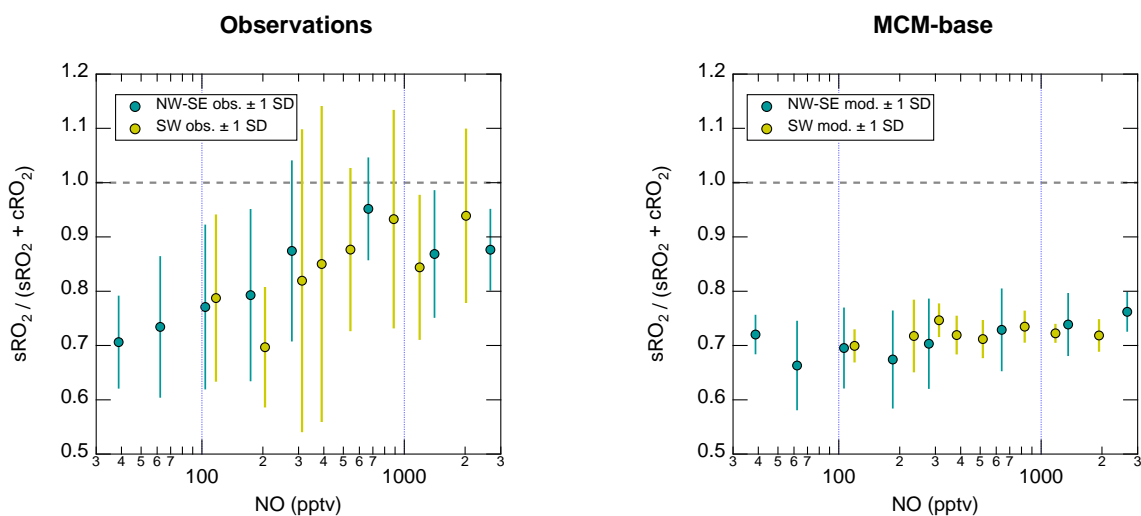 Observations
1.2
1.1
1.0
0.9
0.8
0.7
0.6
0.5
sRO2 / (sRO2 + cRO2)
NW-SE obs. ± 1 SD
SW obs. ± 1 SD
3 4 5 6 7 2 3 4 5 6 7 2 3
100 1000
NO (pptv)
MCM-base
1.2
1.1
1.0
0.9
0.8
0.7
0.6
0.5
sRO2 / (sRO2 + cRO2)
NW-SE mod. ± 1 SD
SW mod. ± 1 SD
3 4 5 6 7 2 3 4 5 6 7 2 3
100 1000
NO (pptv)